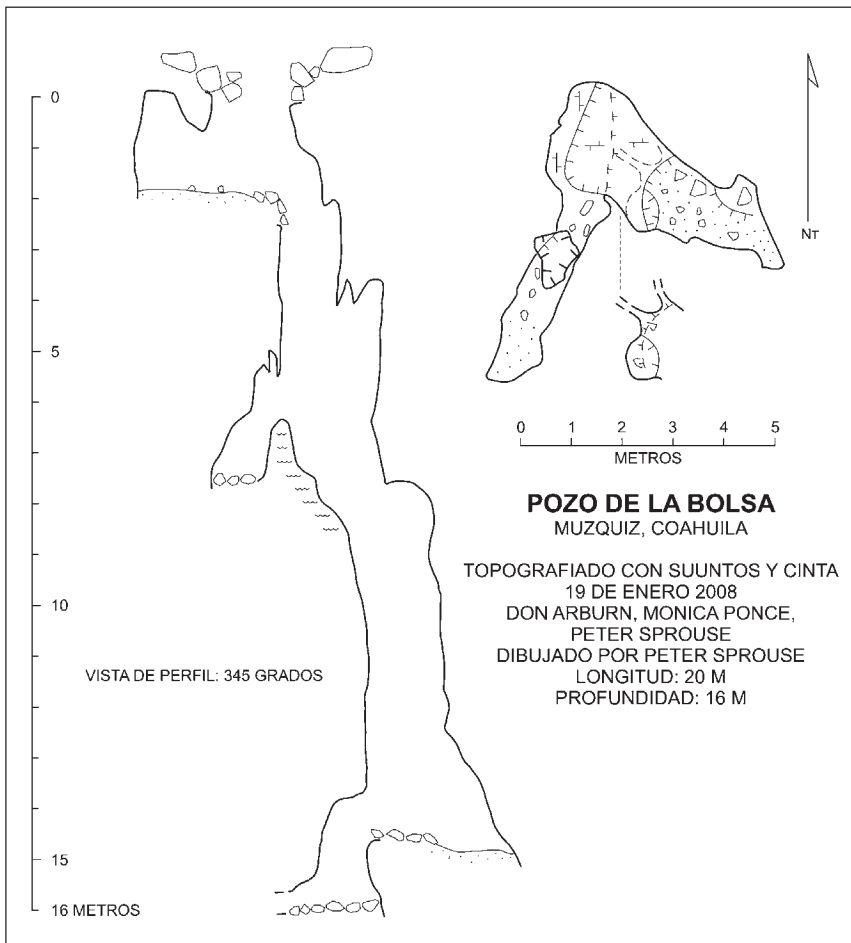 0
5
10
15
16 METROS
VISTA DE PERFIL: 345 GRADOS
NT
0 1 2 3 4 5
METROS
POZO DE LA BOLSA
MUZQUIZ, COAHUILA
TOPOGRAFIADO CON SUUNTOS Y CINTA
19 DE ENERO 2008
DON ARBURN, MONICA PONCE,
PETER SPROUSE
DIBUJADO POR PETER SPROUSE
LONGITUD: 20 M
PROFUNDIDAD: 16 M